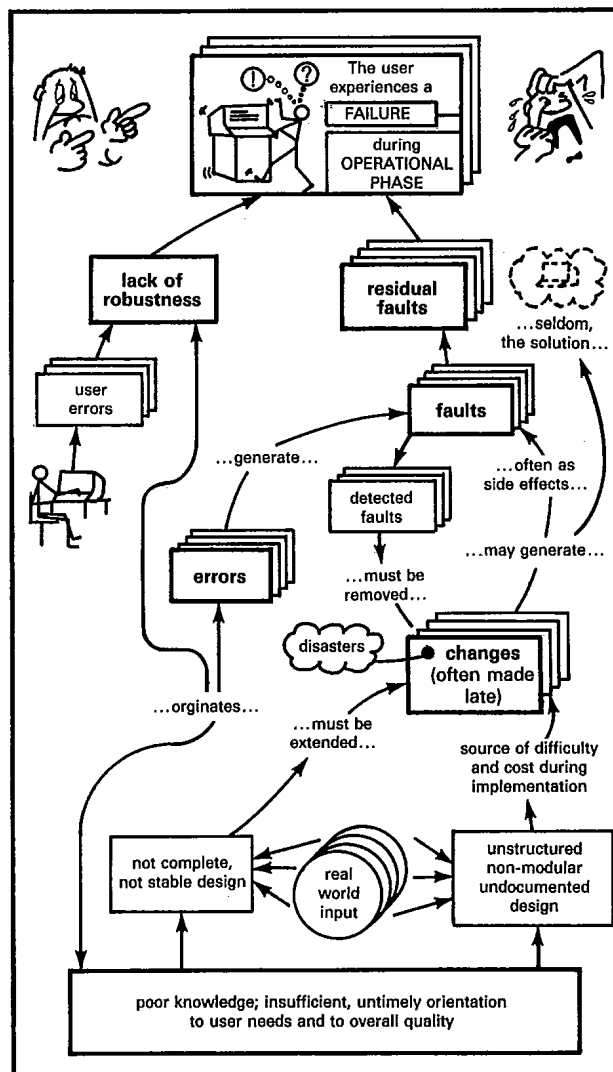 ! ?
The user
experiences a
FAILURE
during
OPERATIONAL
PHASE
lack of
robustness
residual
faults
...seldom,
the solution...
user
errors
faults
...generate...
...often as
side effects...
detected
faults
errors
...may generate...
...must be
removed...
disasters
changes
(often made
late)
...orginates...
...must be
extended...
source of difficulty
and cost during
implementation
not complete,
not stable design
real
world
input
unstructured
non-modular
undocumented
design
poor knowledge; insufficient, untimely orientation
to user needs and to overall quality